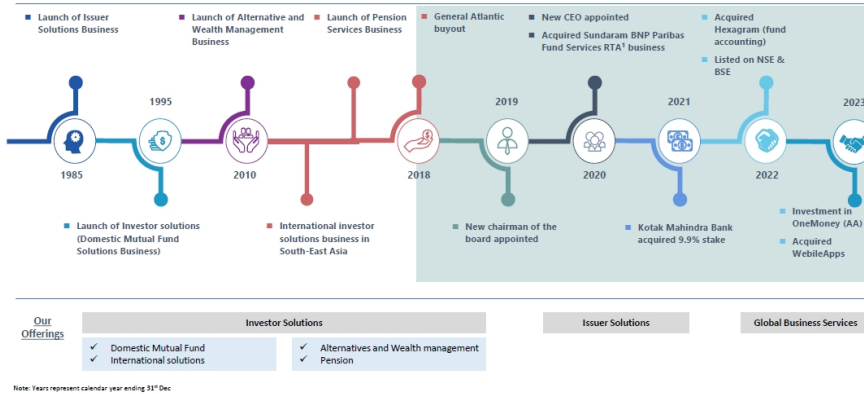 Launch of Issuer
Solutions Business
Launch of Alternative and
Wealth Management
Business
Launch of Pension
Services Business
General Atlantic
buyout
New CEO appointed
Acquired Sundaram BNP Paribas
Fund Services RTA¹ business
Acquired
Hexagram (fund
accounting)
Listed on NSE &
BSE
1995
2019
2021
2023
1985
2010
2018
2020
2022
Launch of Investor solutions
(Domestic Mutual Fund
Solutions Business)
International investor
solutions business in
South-East Asia
New chairman of the
board appointed
Kotak Mahindra Bank
acquired 9.9% stake
Investment in
OneMoney (AA)
Acquired
WebileApps
Our
Offerings
Investor Solutions
Issuer Solutions
Global Business Services
✓ Domestic Mutual Fund
✓ International solutions
✓ Alternatives and Wealth management
✓ Pension
Note: Years represent calendar year ending 31st Dec